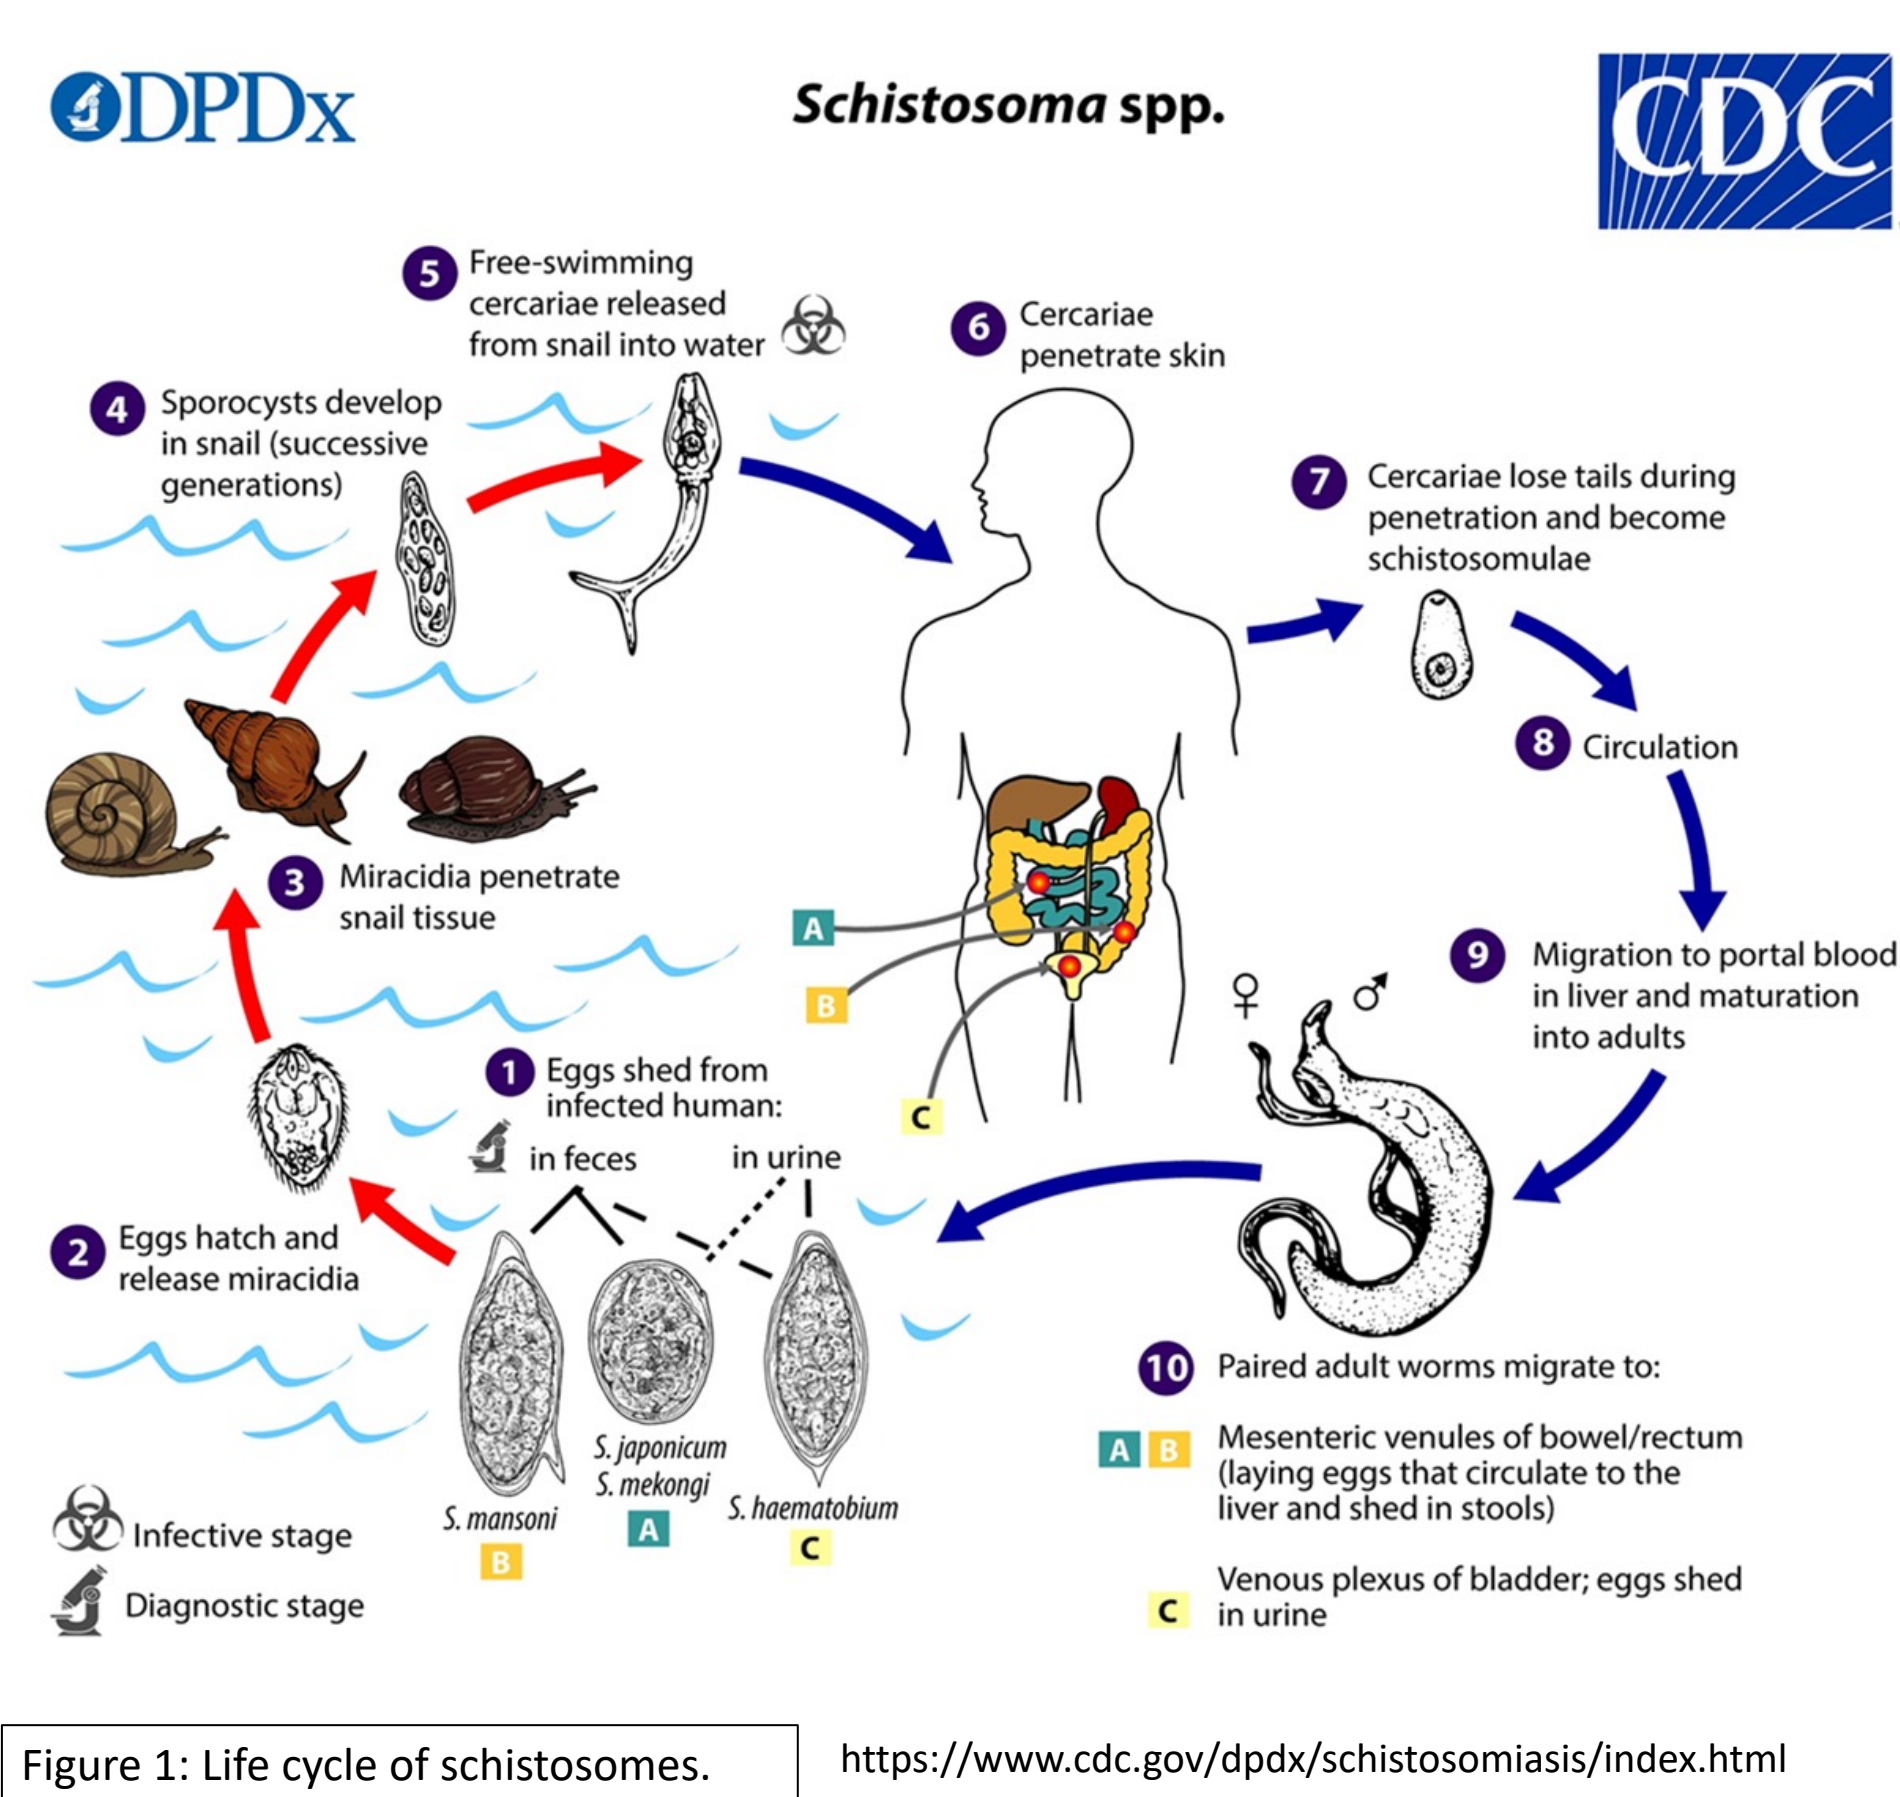 DPDx
Schistosoma spp.
CDC
5 Free-swimming
cercariae released
from snail into water
6 Cercariae
penetrate skin
4 Sporocysts develop
in snail (successive
generations)
7 Cercariae lose tails during
penetration and become
schistosomulae
8 Circulation
3 Miracidia penetrate
snail tissue
A
B
C
9 Migration to portal blood
in liver and maturation
into adults
♀ ♂
1 Eggs shed from
infected human:
in feces
in urine
2 Eggs hatch and
release miracidia
S. japonicum
S. mekongi
A
S. mansoni
B
S. haematobium
C
10 Paired adult worms migrate to:
A B Mesenteric venules of bowel/rectum
(laying eggs that circulate to the
liver and shed in stools)
C Venous plexus of bladder; eggs shed
in urine
Infective stage
Diagnostic stage
Figure 1: Life cycle of schistosomes.
https://www.cdc.gov/dpdx/schistosomiasis/index.html